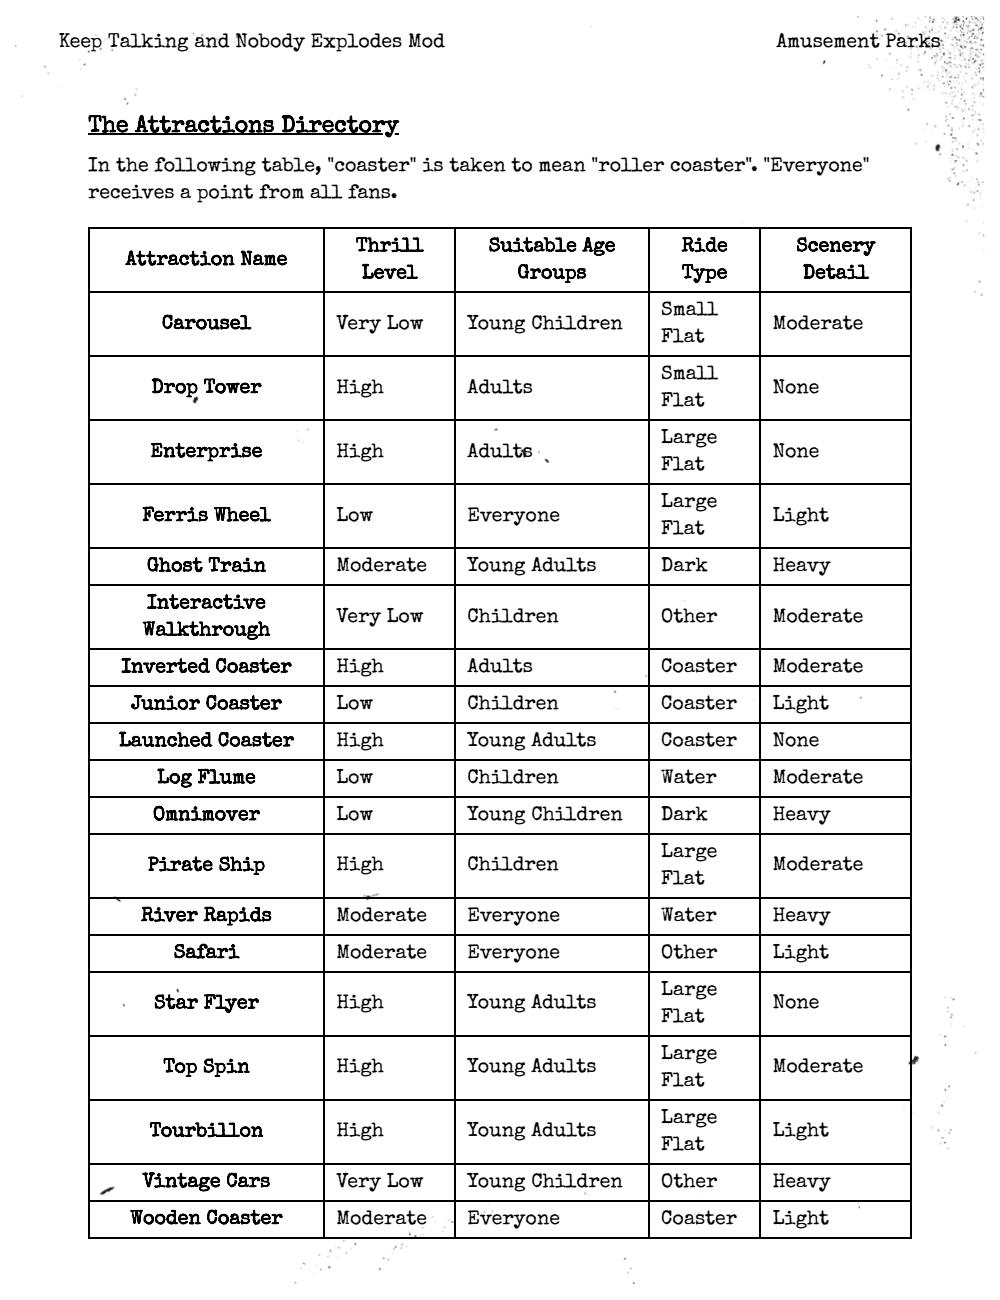 Keep Talking and Nobody Explodes Mod Amusement Parks
The Attractions Directory
In the following table, "coaster" is taken to mean "roller coaster". "Everyone"
receives a point from all fans.
Attraction Name Thrill Level Suitable Age Groups Ride Type Scenery Detail
Carousel Very Low Young Children Small Flat Moderate
Drop Tower High Adults Small Flat None
Enterprise High Adults Large Flat None
Ferris Wheel Low Everyone Large Flat Light
Ghost Train Moderate Young Adults Dark Heavy
Interactive Walkthrough Very Low Children Other Moderate
Inverted Coaster High Adults Coaster Moderate
Junior Coaster Low Children Coaster Light
Launched Coaster High Young Adults Coaster None
Log Flume Low Children Water Moderate
Omnimover Low Young Children Dark Heavy
Pirate Ship High Children Large Flat Moderate
River Rapids Moderate Everyone Water Heavy
Safari Moderate Everyone Other Light
Star Flyer High Young Adults Large Flat None
Top Spin High Young Adults Large Flat Moderate
Tourbillon High Young Adults Large Flat Light
Vintage Cars Very Low Young Children Other Heavy
Wooden Coaster Moderate Everyone Coaster Light